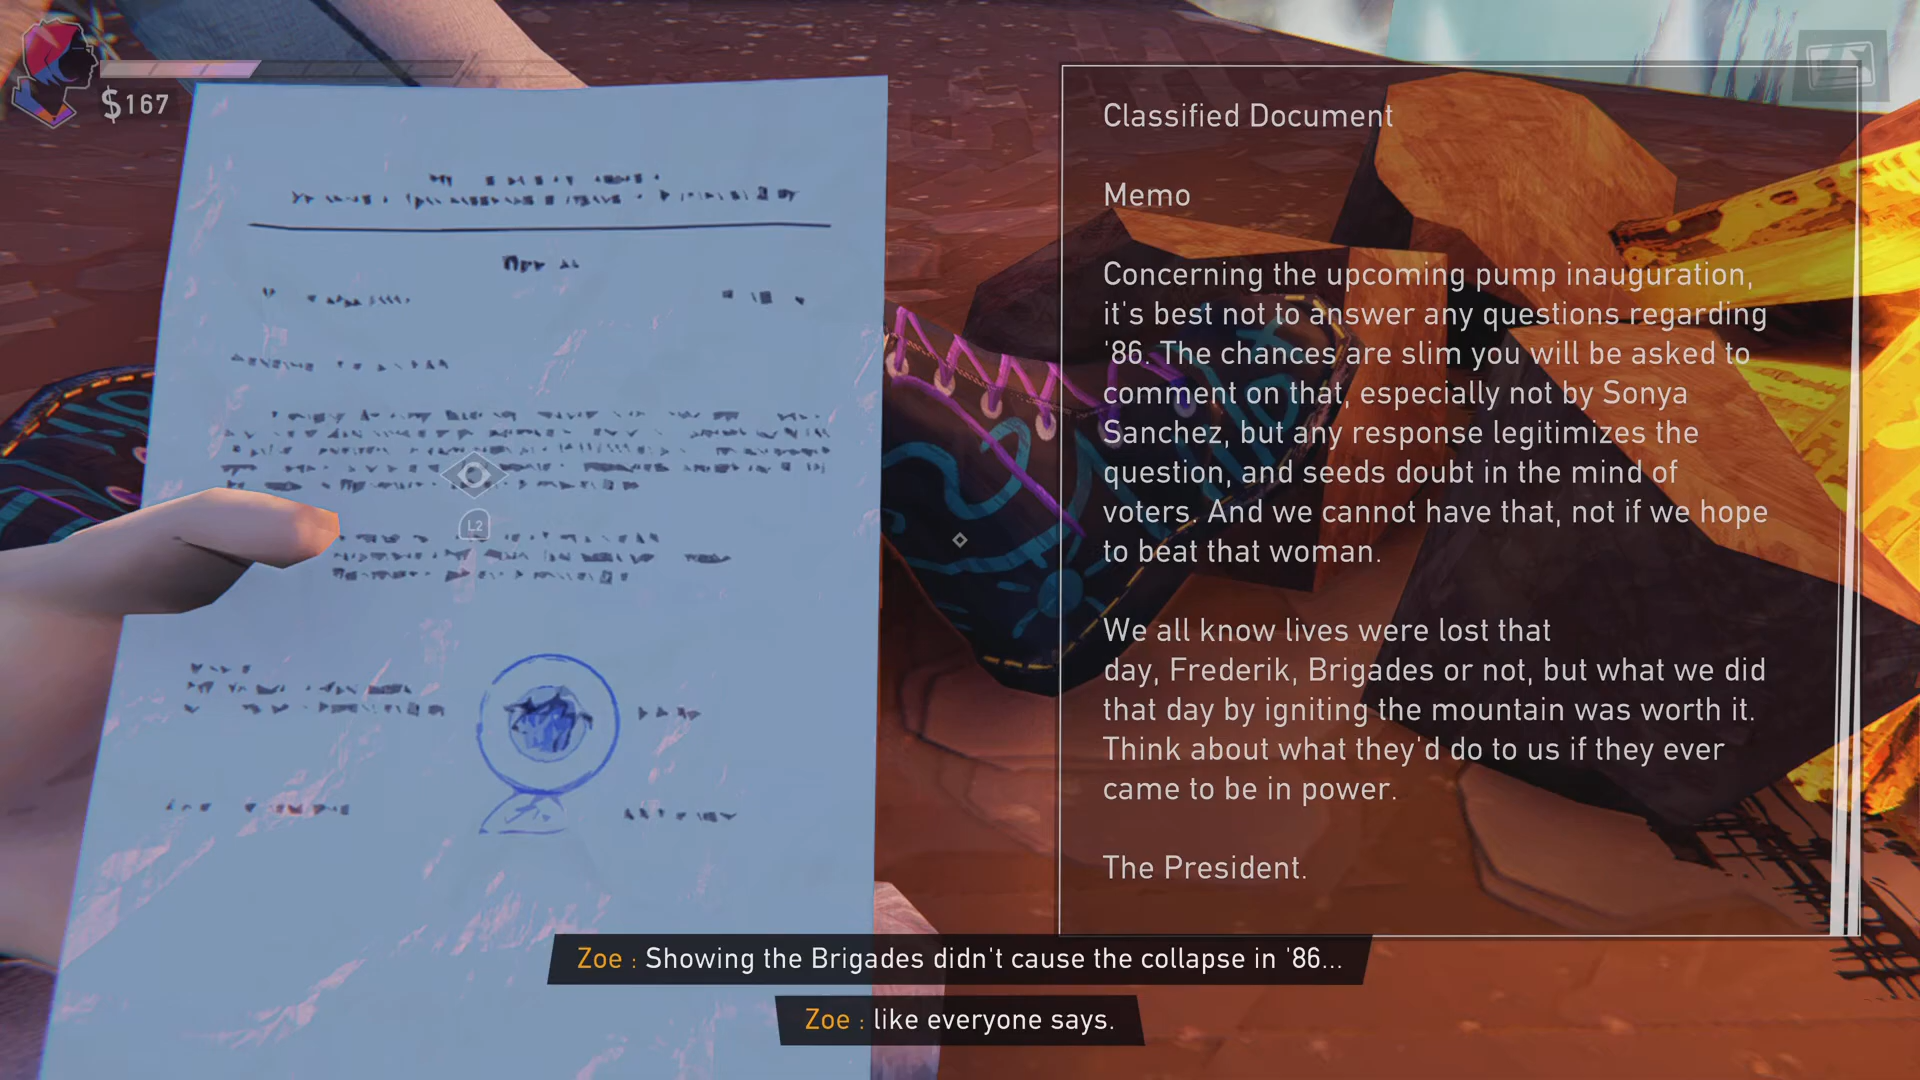 $167
Classified Document
Memo
Concerning the upcoming pump inauguration,
it's best not to answer any questions regarding
'86. The chances are slim you will be asked to
comment on that, especially not by Sonya
Sanchez, but any response legitimizes the
question, and seeds doubt in the mind of
voters. And we cannot have that, not if we hope
to beat that woman.
We all know lives were lost that
day, Frederik, Brigades or not, but what we did
that day by igniting the mountain was worth it.
Think about what they'd do to us if they ever
came to be in power.
The President.
L2
Zoe : Showing the Brigades didn't cause the collapse in '86...
Zoe : like everyone says.